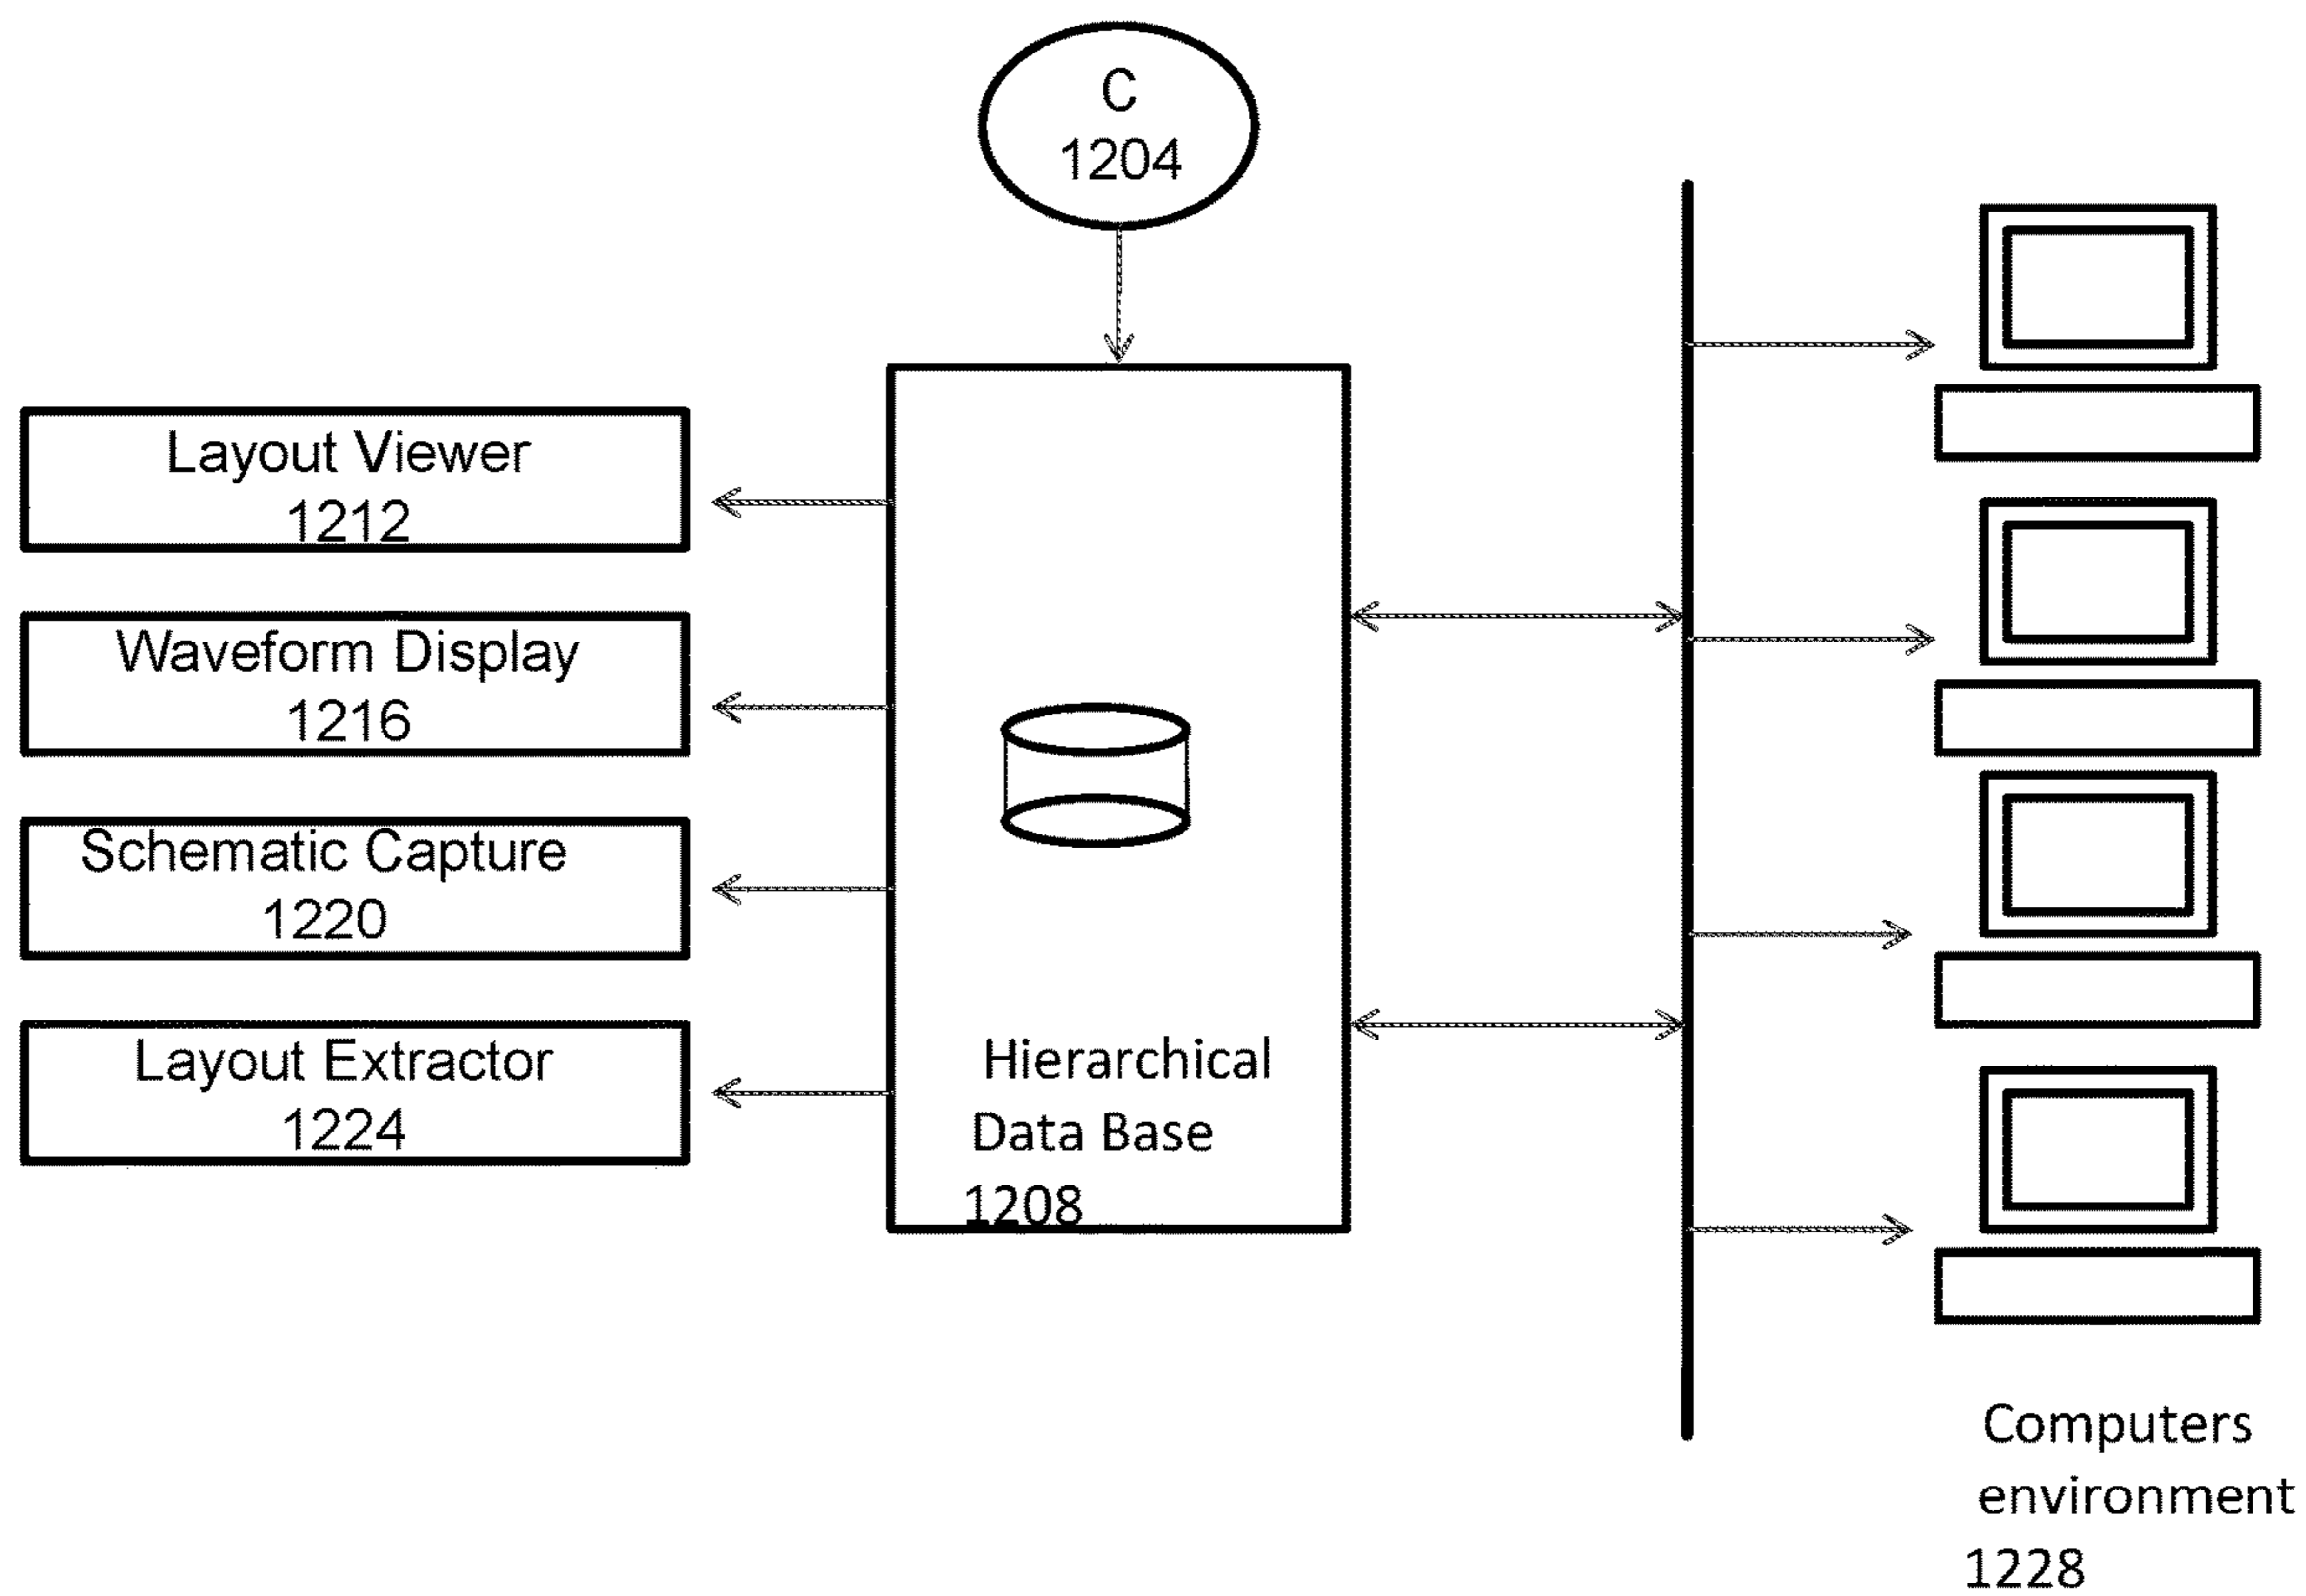 C
1204
Layout Viewer
1212
Waveform Display
1216
Schematic Capture
1220
Layout Extractor
1224
Hierarchical
Data Base
1208
Computers
environment
1228